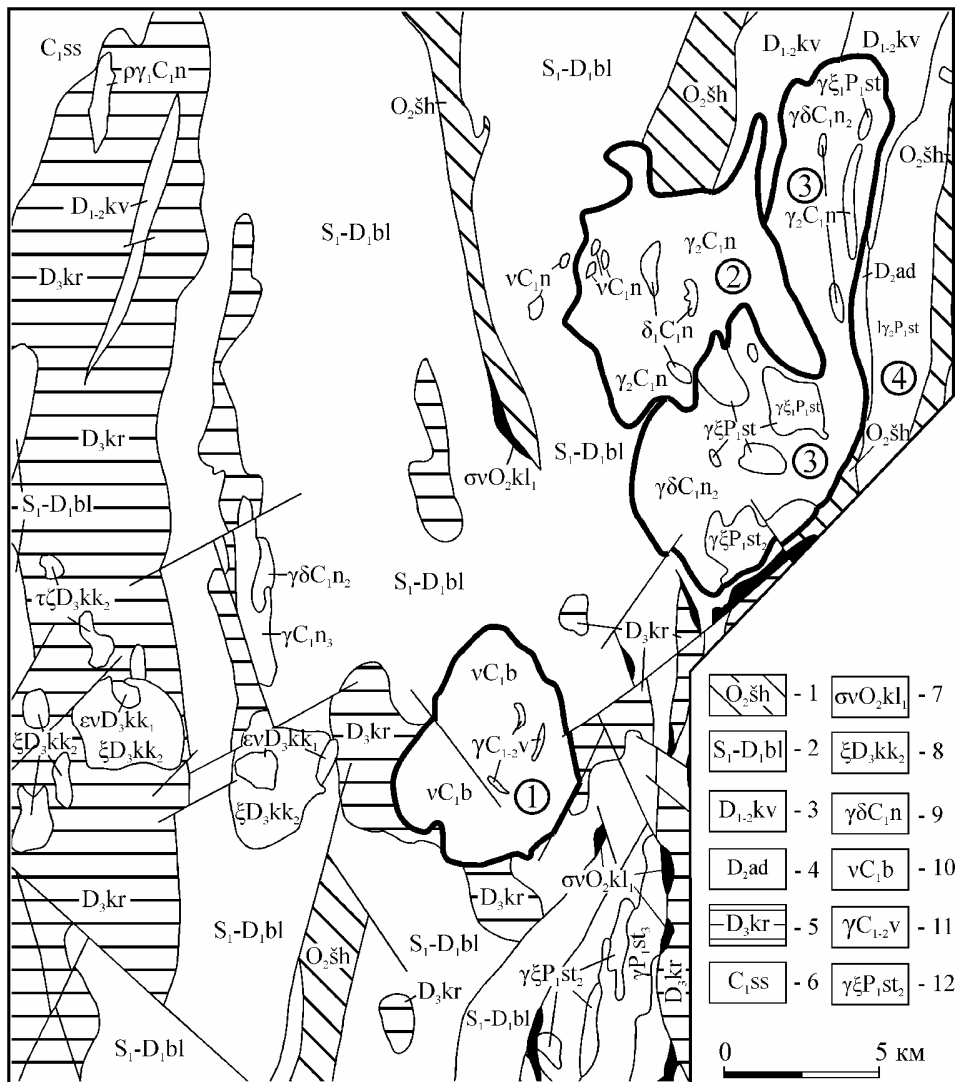 C₁ss
ργ₁C₁n
S₁-D₁bl
D₁₋₂kv
D₁₋₂kv
O₂šh
O₂šh
γξ₁P₁st
γδC₁n₂
O₂šh
3
D₁₋₂kv
γ₂C₁n
S₁-D₁bl
γ₂C₁n
D₃kr
νC₁n
νC₁n
2
D₂ad
δ₁C₁n
lγ₂P₁st
γ₂C₁n
4
γξ₁P₁st
D₃kr
γξP₁st
O₂šh
S₁-D₁bl
3
σνO₂kl₁
S₁-D₁bl
γδC₁n₂
γξP₁st₂
γδC₁n₂
S₁-D₁bl
τζD₃kk₂
γC₁n₃
D₃kr
νC₁b
ενD₃kk₁
ξD₃kk₂
ξD₃kk₂
ενD₃kk₁
D₃kr
γC₁₋₂v
νC₁b
1
ξD₃kk₂
D₃kr
D₃kr
σνO₂kl₁
S₁-D₁bl
O₂šh
S₁-D₁bl
γP₁st₃
γξP₁st₂
D₃kr
D₃kr
S₁-D₁bl
S₁-D₁bl
O₂šh - 1
S₁-D₁bl - 2
D₁₋₂kv - 3
D₂ad - 4
D₃kr - 5
C₁ss - 6
σνO₂kl₁ - 7
ξD₃kk₂ - 8
γδC₁n - 9
νC₁b - 10
γC₁₋₂v - 11
γξP₁st₂ - 12
0 5 км